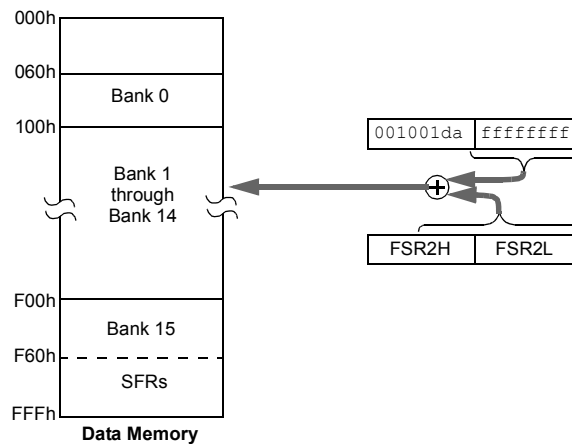 000h
060h
Bank 0
100h
001001da ffffffff
Bank 1
through
Bank 14
FSR2H FSR2L
F00h
Bank 15
F60h
SFRs
FFFh
Data Memory